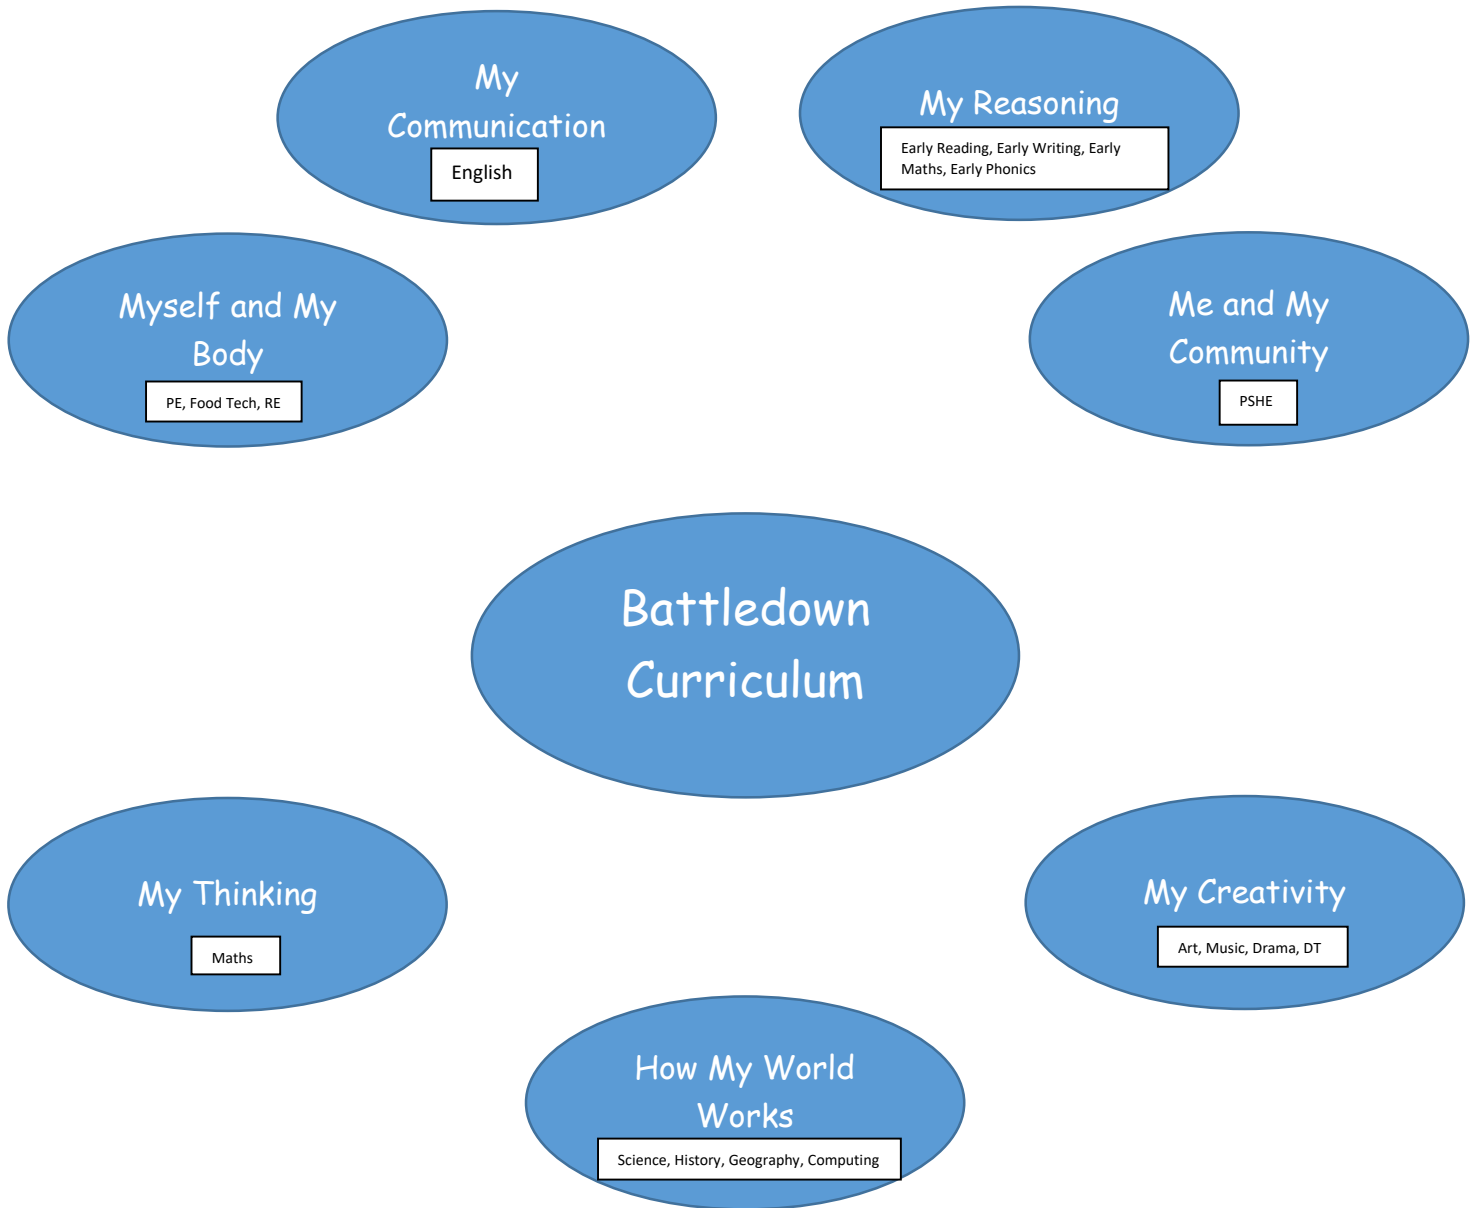 My
Communication
English
My Reasoning
Early Reading, Early Writing, Early
Maths, Early Phonics
Myself and My
Body
PE, Food Tech, RE
Me and My
Community
PSHE
Battledown
Curriculum
My Thinking
Maths
My Creativity
Art, Music, Drama, DT
How My World
Works
Science, History, Geography, Computing